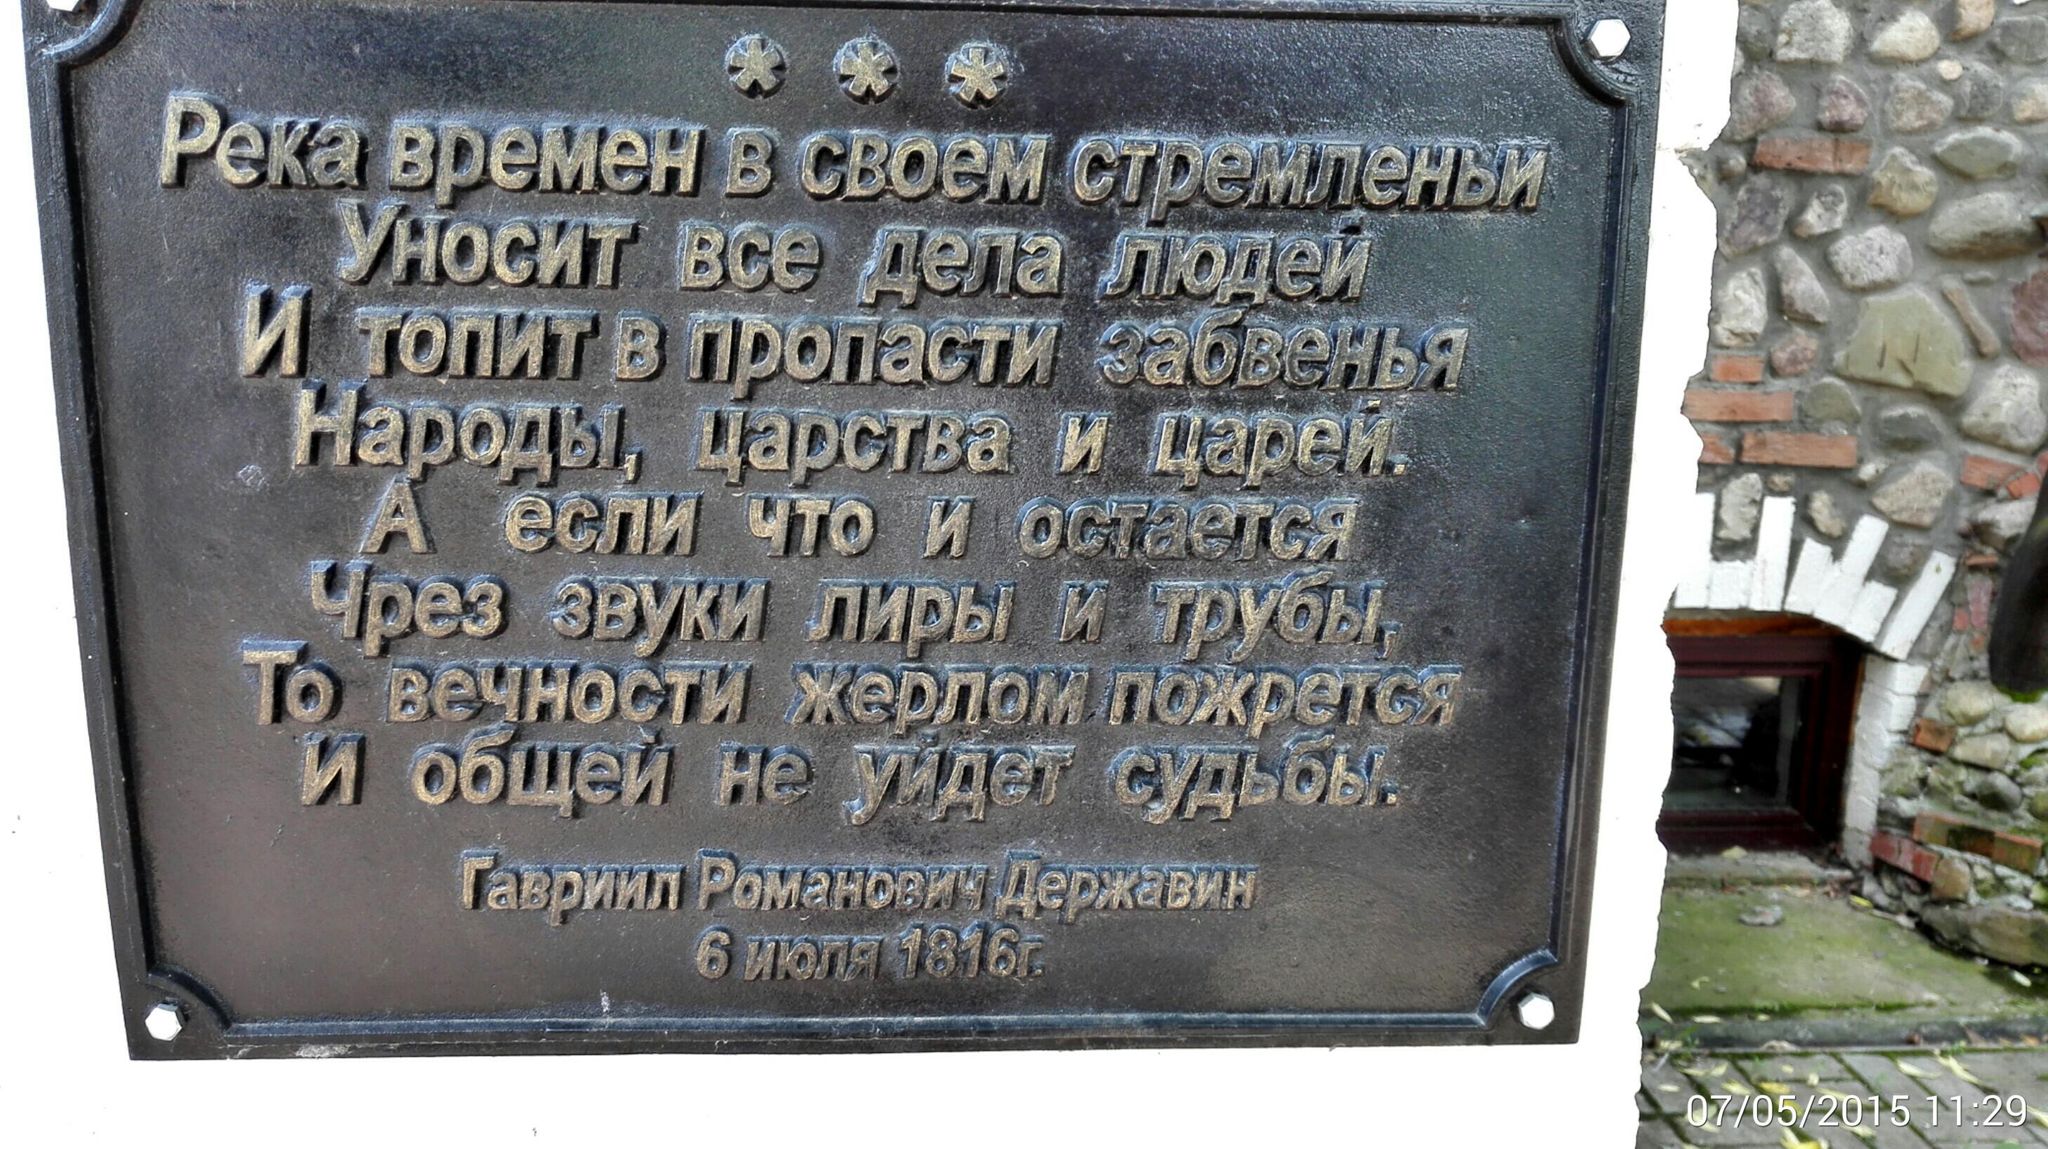 * * *
Река времен в своем стремленьи
Уносит все дела людей
И топит в пропасти забвенья
Народы, царства и царей.
А если что и остается
Чрез звуки лиры и трубы,
То вечности жерлом пожрется
И общей не уйдет судьбы.
Гавриил Романович Державин
6 июля 1816г.
07/05/2015 11:29